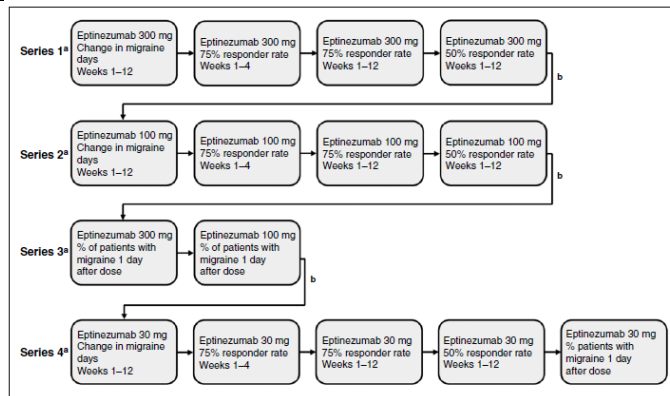 Series 1ª
Eptinezumab 300 mg
Change in migraine
days
Weeks 1–12
Eptinezumab 300 mg
75% responder rate
Weeks 1–4
Eptinezumab 300 mg
75% responder rate
Weeks 1–12
Eptinezumab 300 mg
50% responder rate
Weeks 1–12
b
Series 2ª
Eptinezumab 100 mg
Change in migraine
days
Weeks 1–12
Eptinezumab 100 mg
75% responder rate
Weeks 1–4
Eptinezumab 100 mg
75% responder rate
Weeks 1–12
Eptinezumab 100 mg
50% responder rate
Weeks 1–12
b
Series 3ª
Eptinezumab 300 mg
% of patients with
migraine 1 day
after dose
Eptinezumab 100 mg
% of patients with
migraine 1 day
after dose
b
Series 4ª
Eptinezumab 30 mg
Change in migraine
days
Weeks 1–12
Eptinezumab 30 mg
75% responder rate
Weeks 1–4
Eptinezumab 30 mg
75% responder rate
Weeks 1–12
Eptinezumab 30 mg
50% responder rate
Weeks 1–12
Eptinezumab 30 mg
% patients with
migraine 1 day
after dose